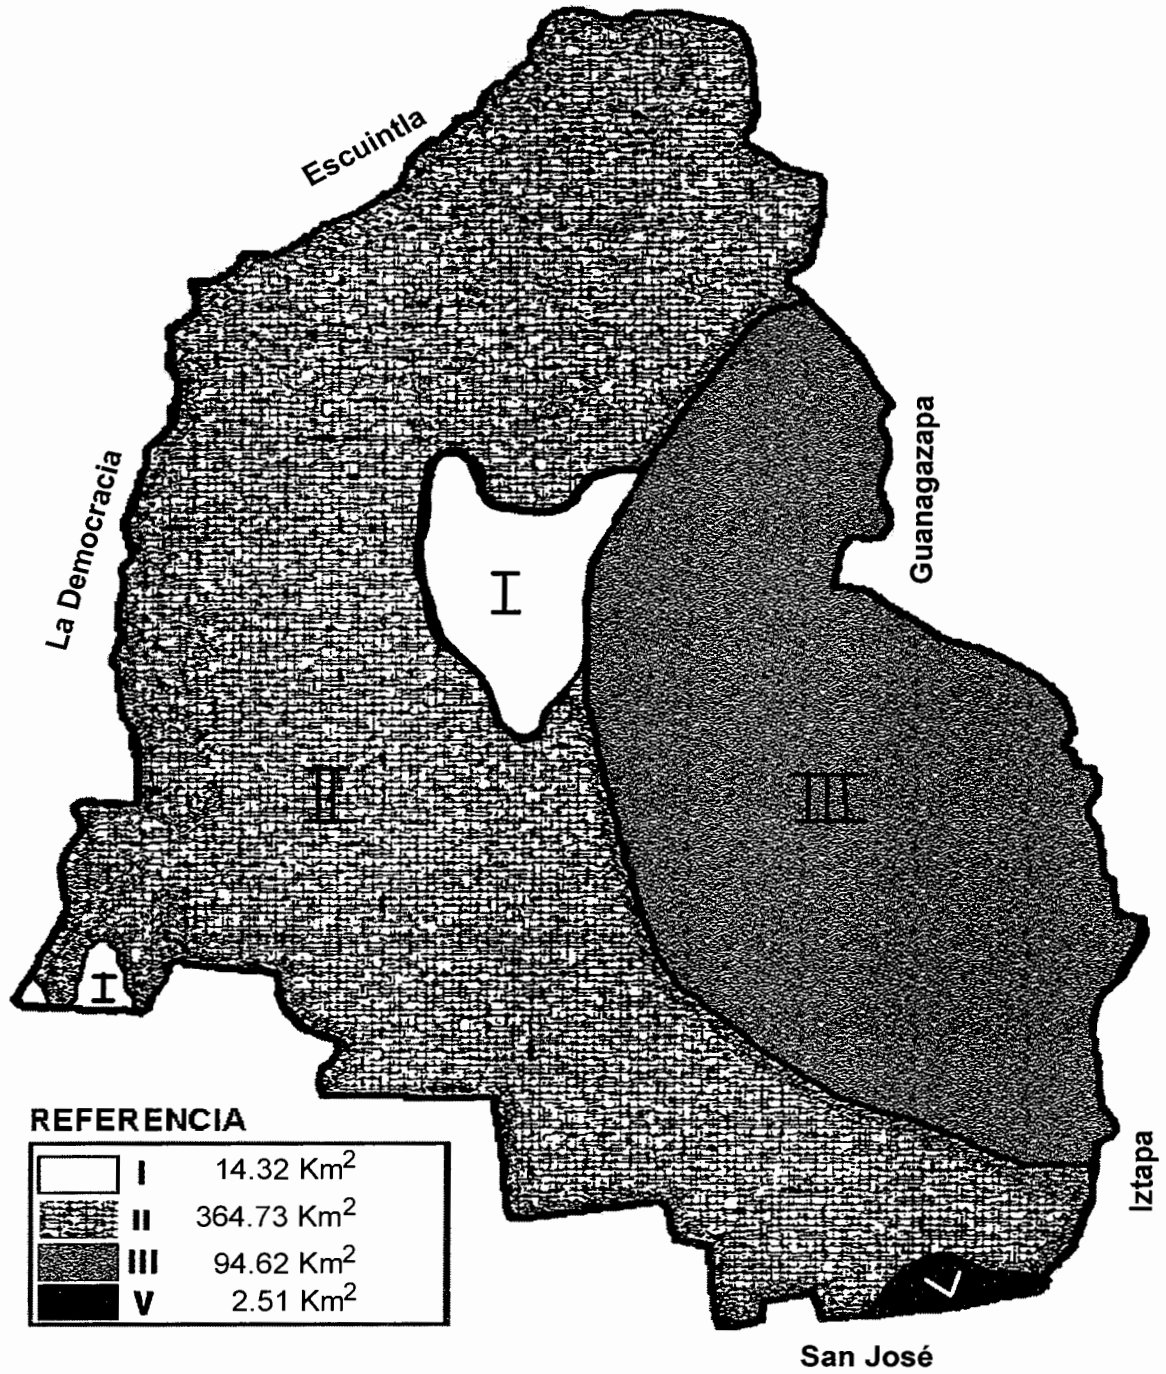 Escuintla
La Democracia
Guanagazapa
I
II
III
I
REFERENCIA
I 14.32 Km²
II 364.73 Km²
III 94.62 Km²
V 2.51 Km²
Iztapa
V
San José